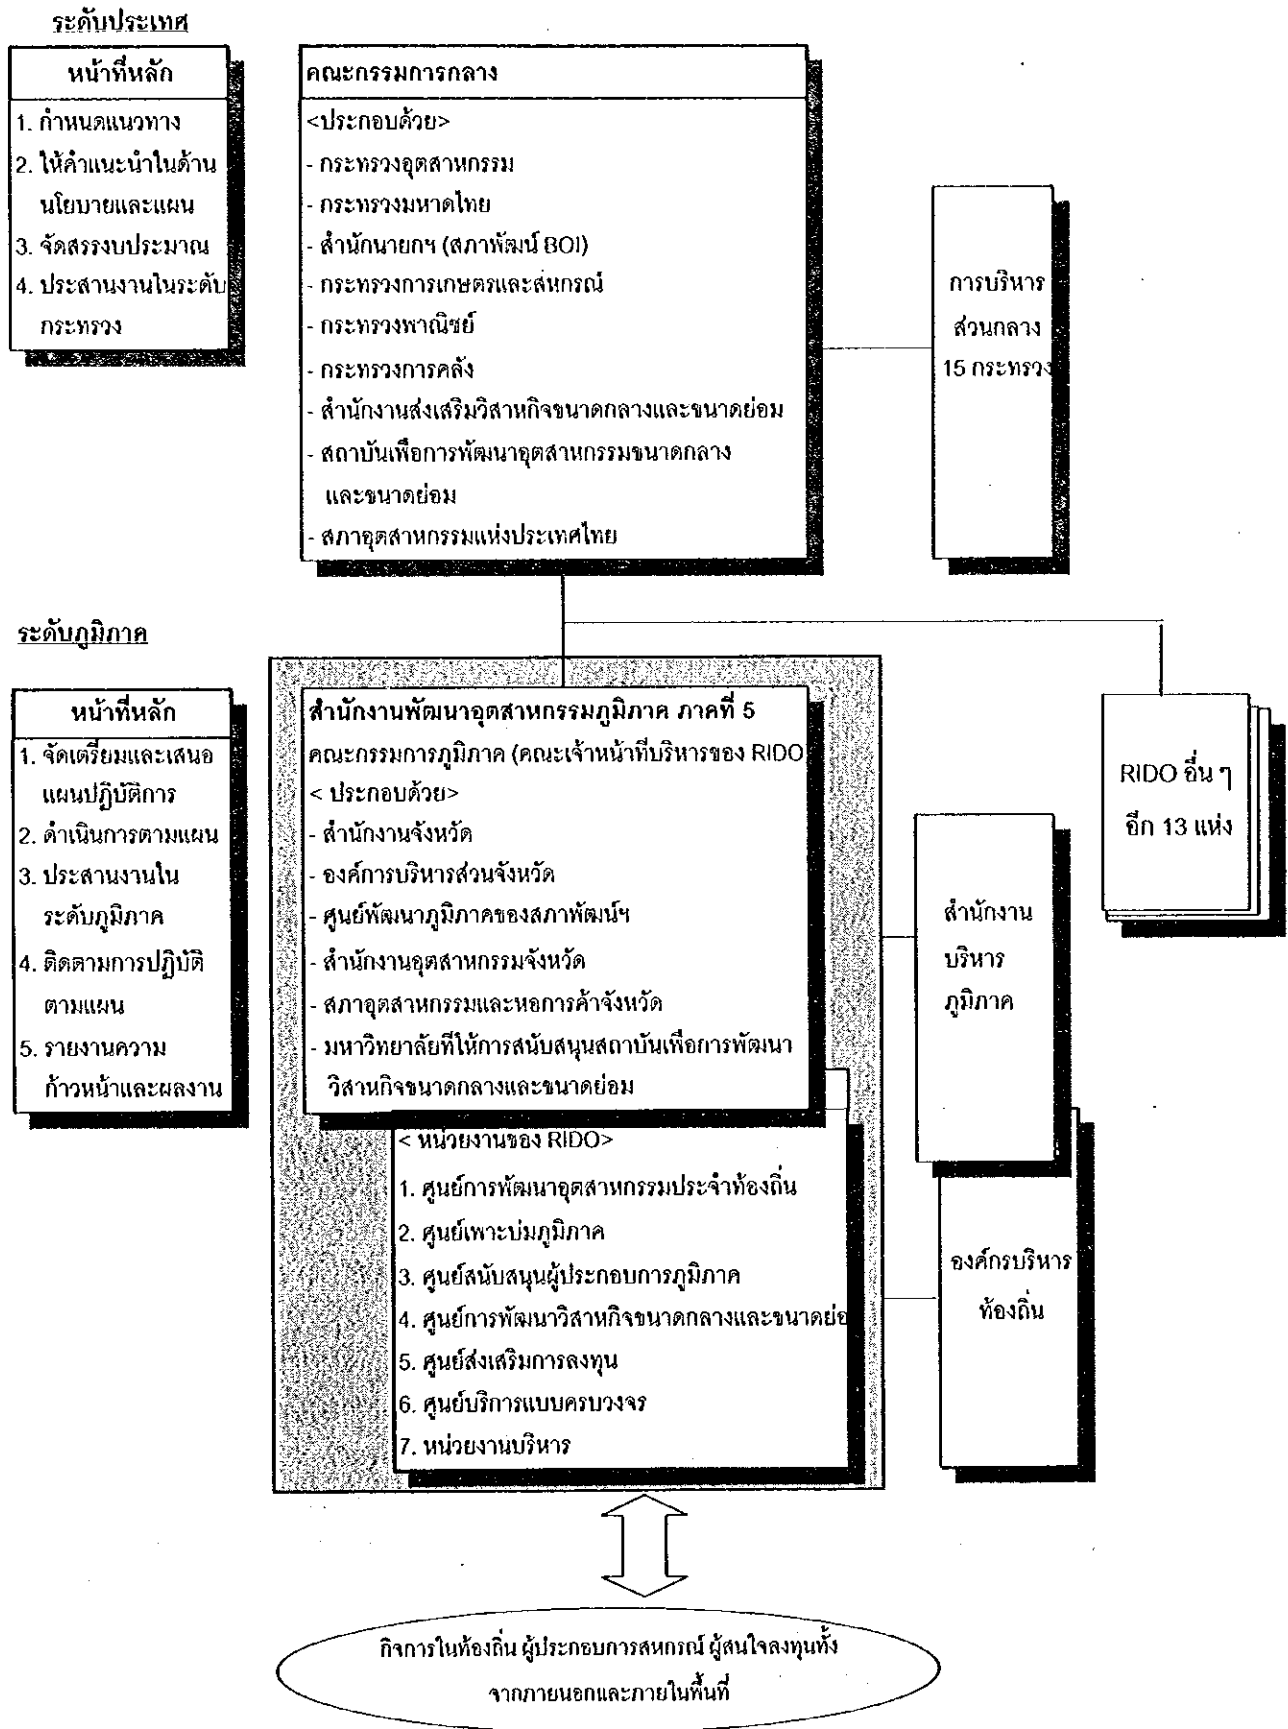 ระดับประเทศ
หน้าที่หลัก
1. กำหนดแนวทาง
2. ให้คำแนะนำในด้าน
นโยบายและแผน
3. จัดสรรงบประมาณ
4. ประสานงานในระดับ
กระทรวง
คณะกรรมการกลาง
<ประกอบด้วย>
- กระทรวงอุตสาหกรรม
- กระทรวงมหาดไทย
- สำนักนายกฯ (สภาพัฒน์ BOI)
- กระทรวงการเกษตรและสหกรณ์
- กระทรวงพาณิชย์
- กระทรวงการคลัง
- สำนักงานส่งเสริมวิสาหกิจขนาดกลางและขนาดย่อม
- สถาบันเพื่อการพัฒนาอุตสาหกรรมขนาดกลาง
และขนาดย่อม
- สภาอุตสาหกรรมแห่งประเทศไทย
การบริหาร
ส่วนกลาง
15 กระทรวง
ระดับภูมิภาค
หน้าที่หลัก
1. จัดเตรียมและเสนอ
แผนปฏิบัติการ
2. ดำเนินการตามแผน
3. ประสานงานใน
ระดับภูมิภาค
4. ติดตามการปฏิบัติ
ตามแผน
5. รายงานความ
ก้าวหน้าและผลงาน
สำนักงานพัฒนาอุตสาหกรรมภูมิภาค ภาคที่ 5
คณะกรรมการภูมิภาค (คณะเจ้าหน้าที่บริหารของ RIDO
< ประกอบด้วย>
- สำนักงานจังหวัด
- องค์การบริหารส่วนจังหวัด
- ศูนย์พัฒนาภูมิภาคของสภาพัฒน์ฯ
- สำนักงานอุตสาหกรรมจังหวัด
- สภาอุตสาหกรรมและหอการค้าจังหวัด
- มหาวิทยาลัยที่ให้การสนับสนุนสถาบันเพื่อการพัฒนา
วิสาหกิจขนาดกลางและขนาดย่อม
< หน่วยงานของ RIDO>
1. ศูนย์การพัฒนาอุตสาหกรรมประจำท้องถิ่น
2. ศูนย์เพาะบ่มภูมิภาค
3. ศูนย์สนับสนุนผู้ประกอบการภูมิภาค
4. ศูนย์การพัฒนาวิสาหกิจขนาดกลางและขนาดย่อ
5. ศูนย์ส่งเสริมการลงทุน
6. ศูนย์บริการแบบครบวงจร
7. หน่วยงานบริหาร
RIDO อื่น ๆ
อีก 13 แห่ง
สำนักงาน
บริหาร
ภูมิภาค
องค์กรบริหาร
ท้องถิ่น
กิจการในท้องถิ่น ผู้ประกอบการสหกรณ์ ผู้สนใจลงทุนทั้ง
จากภายนอกและภายในพื้นที่